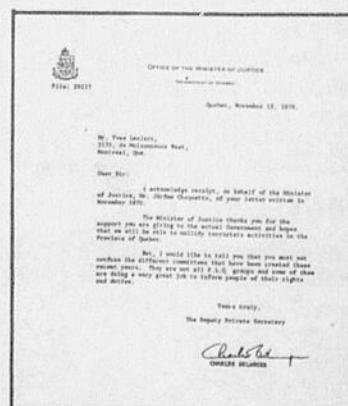 OFFICE OF THE MINISTER OF JUSTICE
File: 29237
Quebec, November 13, 1970.
Mr. Yves Leclerc,
de Maisonneuve East,
Montreal, Que.
Dear Sir:
I acknowledge receipt, on behalf of the Minister
of Justice, Mr. Jérôme Choquette, of your letter written in
November 1970.
The Minister of Justice thanks you for the
support you are giving to the actual Government and hopes
that we will be able to nullify terrorists activities in the
Province of Quebec.
But, I would like to tell you that you must not
confuse the different committees that have been created these
recent years. They are not all F.L.Q. groups and some of them
are doing a very great job to inform people of their rights
and duties.
Yours truly,
The Deputy Private Secretary
CHARLES BELANGER